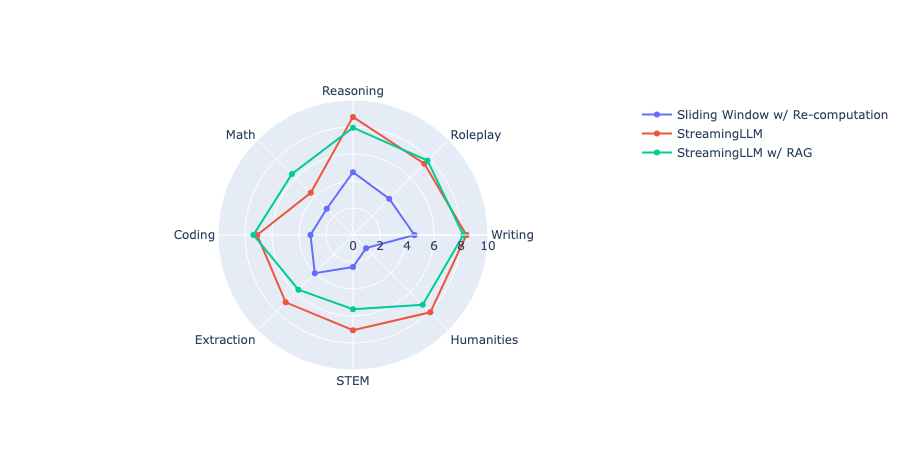 Reasoning
Math
Roleplay
Coding
Writing
0 2 4 6 8 10
Extraction
Humanities
STEM
Sliding Window w/ Re-computation
StreamingLLM
StreamingLLM w/ RAG